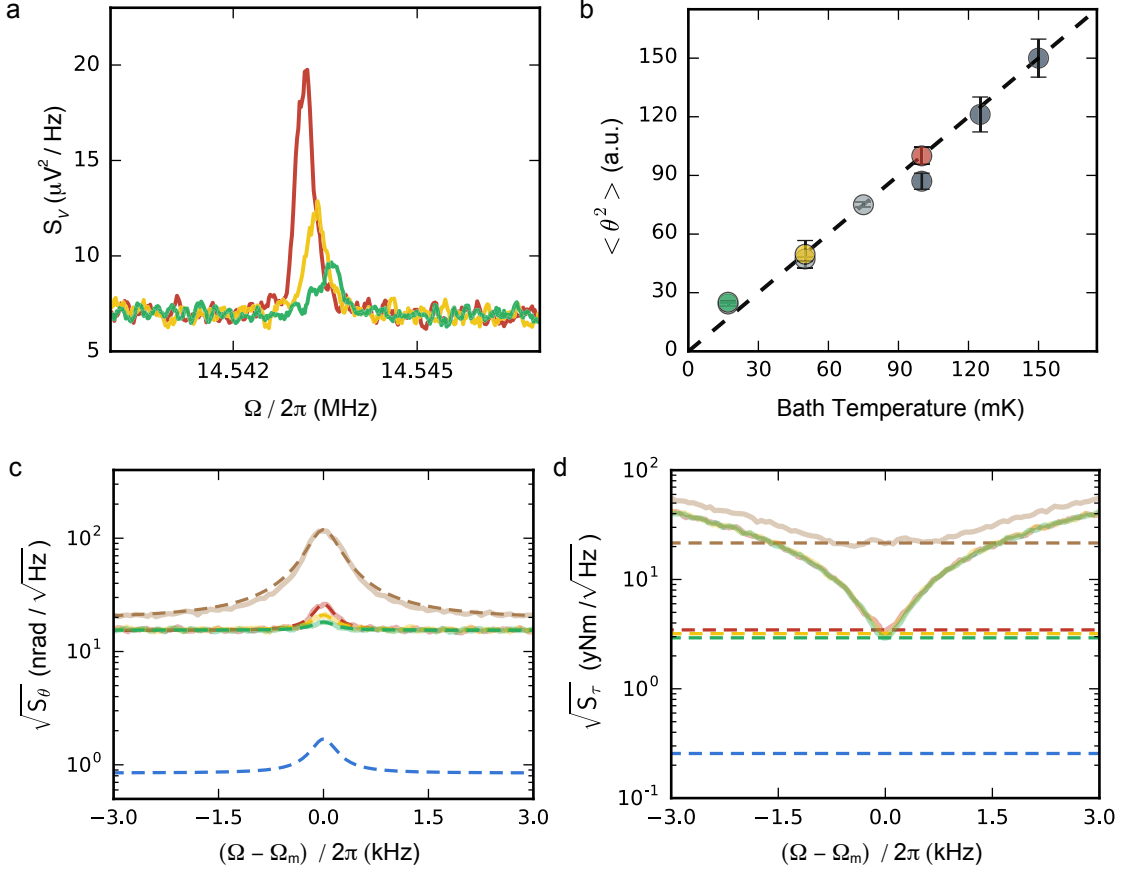 a
S_V (μV² / Hz)
20
15
10
5
14.542
14.545
Ω / 2π (MHz)
b
< θ² > (a.u.)
150
120
90
60
30
0
0
30
60
90
120
150
Bath Temperature (mK)
c
√S_θ (nrad / √Hz)
10²
10¹
10⁰
−3.0
−1.5
0.0
1.5
3.0
(Ω − Ω_m) / 2π (kHz)
d
√S_τ (yNm /√Hz )
10²
10¹
10⁰
10⁻¹
−3.0
−1.5
0.0
1.5
3.0
(Ω − Ω_m) / 2π (kHz)